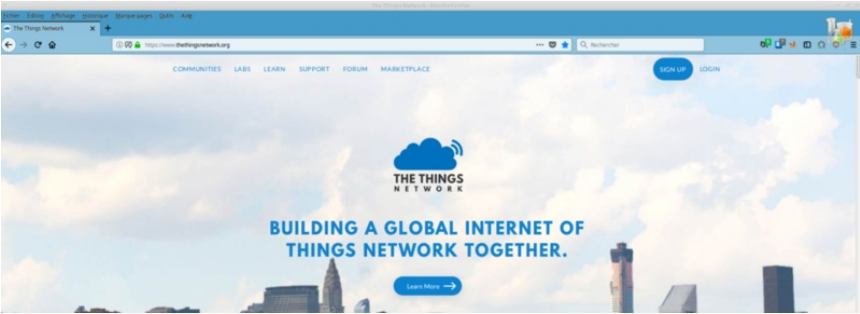 The Things Network - Mozilla Firefox
Fichier Édition Affichage Historique Marque-pages Outils Aide
The Things Network
https://www.thethingsnetwork.org
Rechercher
COMMUNITIES LABS LEARN SUPPORT FORUM MARKETPLACE SIGN UP LOGIN
THE THINGS
NETWORK
BUILDING A GLOBAL INTERNET OF
THINGS NETWORK TOGETHER.
Learn More